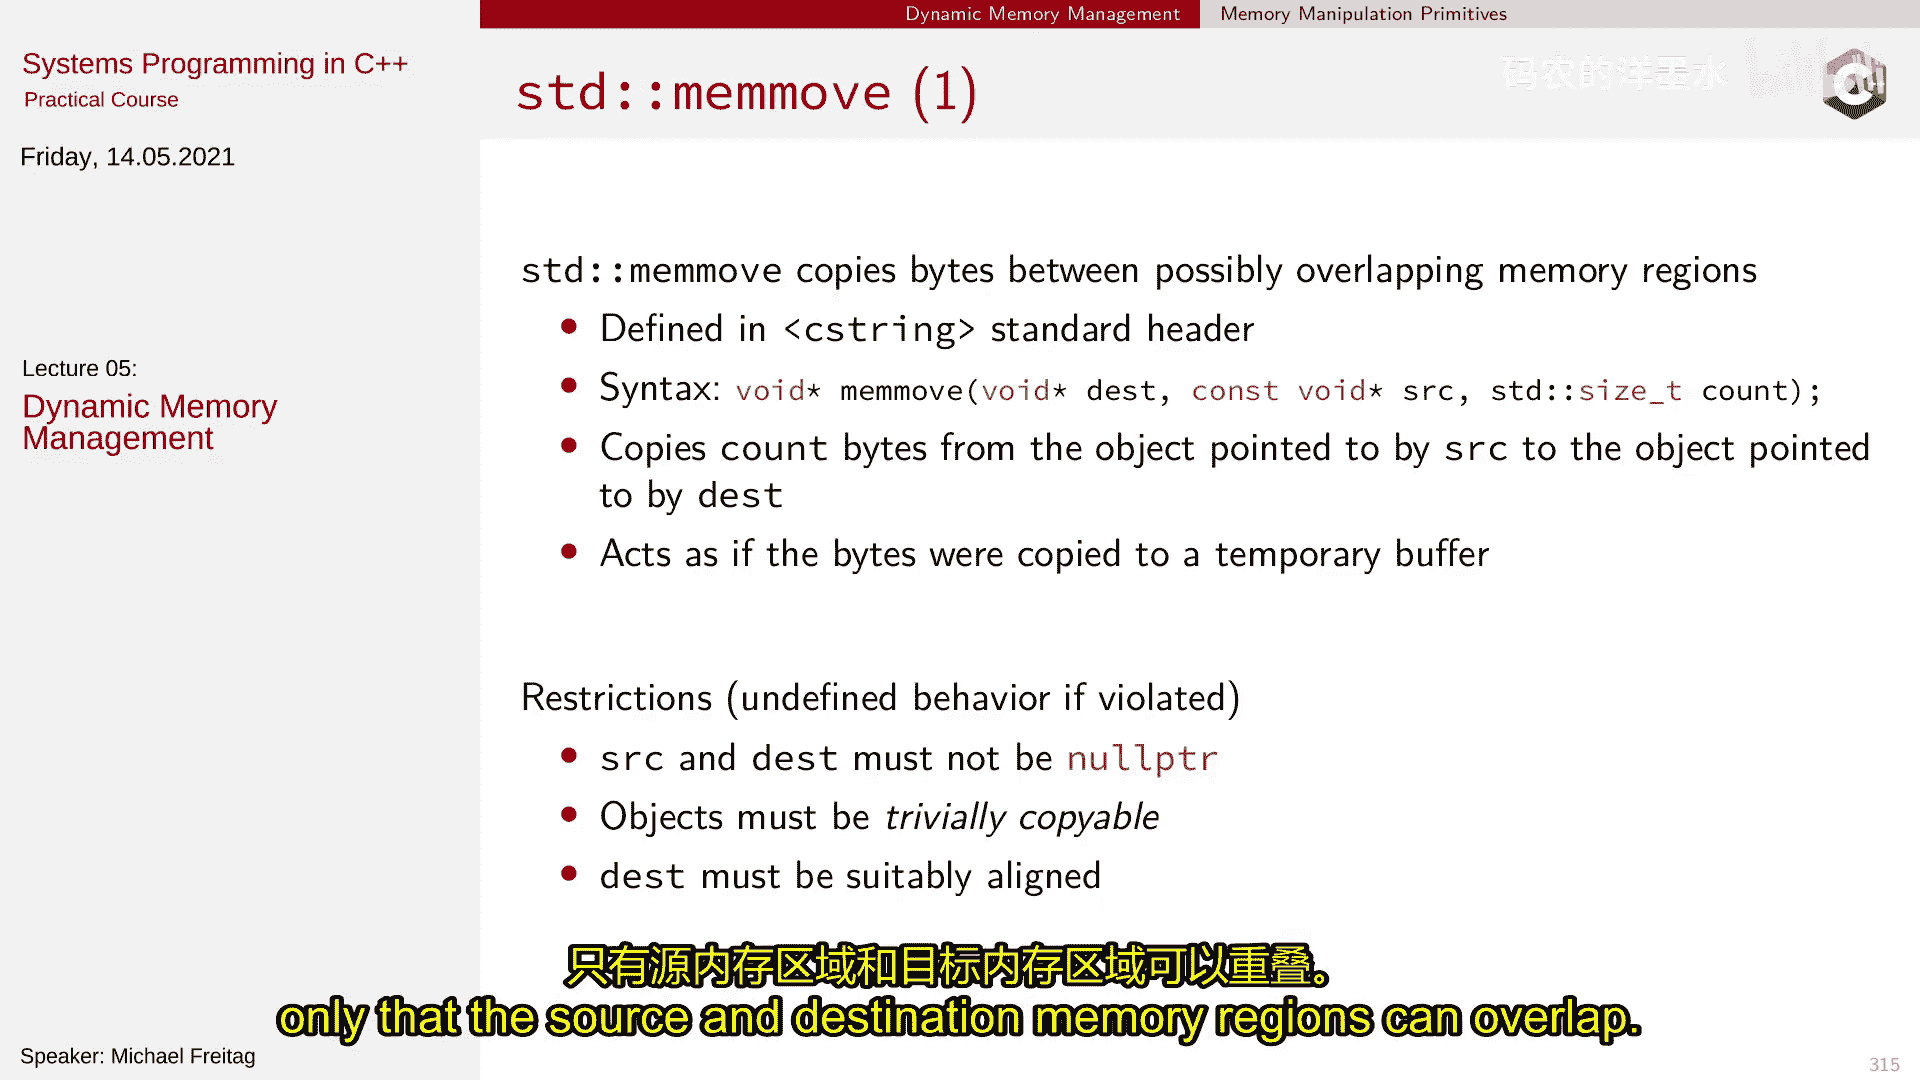 Dynamic Memory Management
Memory Manipulation Primitives
Systems Programming in C++
Practical Course
Friday, 14.05.2021
Lecture 05:
Dynamic Memory
Management
Speaker: Michael Freitag
std::memmove (1)
码农的洋墨水
std::memmove copies bytes between possibly overlapping memory regions
• Defined in <cstring> standard header
• Syntax: void* memmove(void* dest, const void* src, std::size_t count);
• Copies count bytes from the object pointed to by src to the object pointed
to by dest
• Acts as if the bytes were copied to a temporary buffer
Restrictions (undefined behavior if violated)
• src and dest must not be nullptr
• Objects must be trivially copyable
• dest must be suitably aligned
只有源内存区域和目标内存区域可以重叠。
only that the source and destination memory regions can overlap.
315